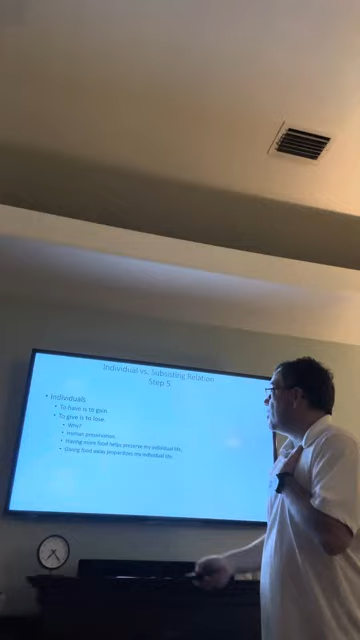 Individual vs. Subsisting Relation
Step 5
• Individuals
• To have is to gain.
• To give is to lose.
• Why?
• Human preservation.
• Having more food helps preserve my individual life.
• Giving food away jeopardizes my individual life.